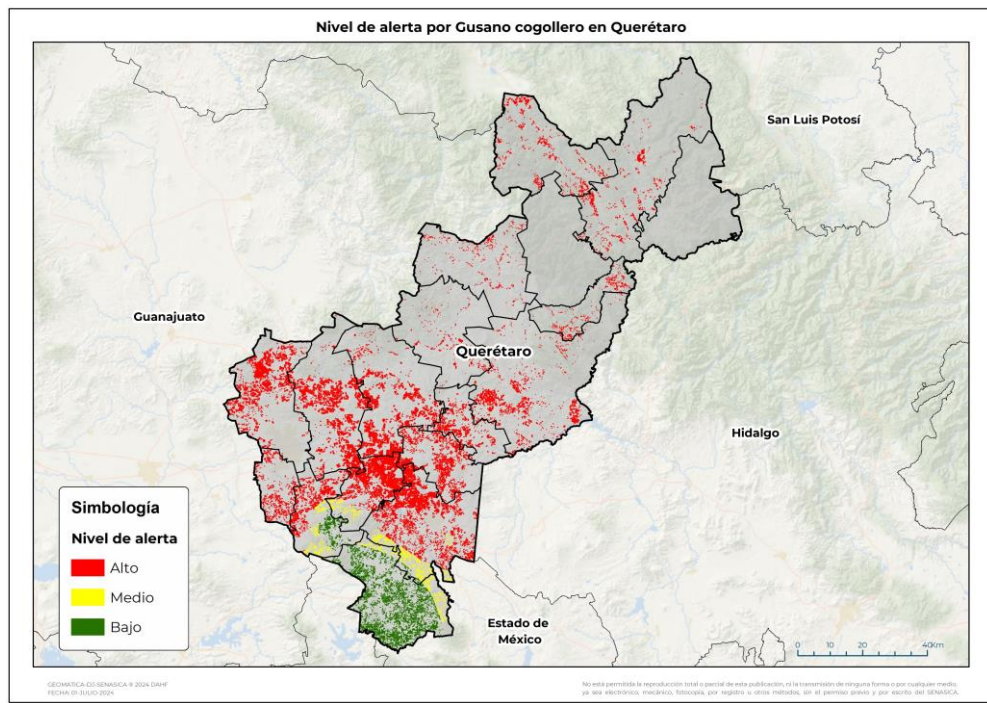 Nivel de alerta por Gusano cogollero en Querétaro
San Luis Potosí
Guanajuato
Querétaro
Hidalgo
Simbología
Nivel de alerta
Alto
Medio
Bajo
Estado de
México
0 10 20 40Km
GEOMATICA-CD-SENASICA ® 2024 DAHF
FECHA 01-JULIO-2024
No está permitida la reproducción total o parcial de esta publicación, ni la transmisión de ninguna forma o por cualquier medio,
ya sea electrónico, mecánico, fotocopia, por registro u otros métodos, sin el permiso previo y por escrito del SENASICA.